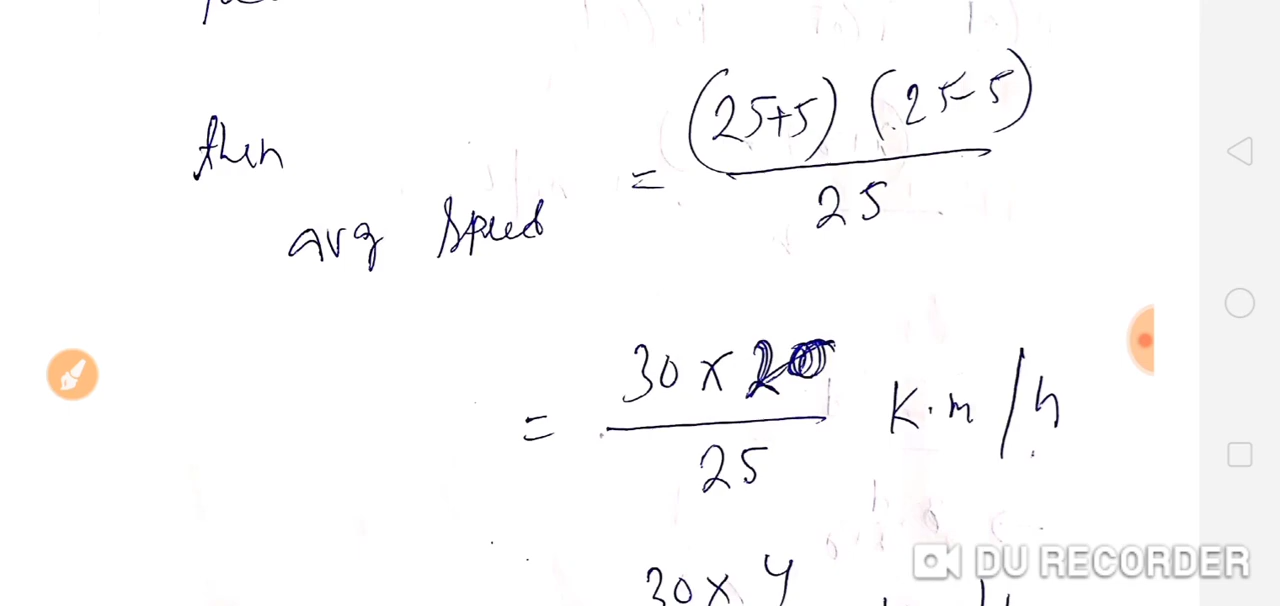 then
avg speed = (25+5) (25-5) / 25
= 30 × 20 / 25 K.m/h
30 × 4
DU RECORDER